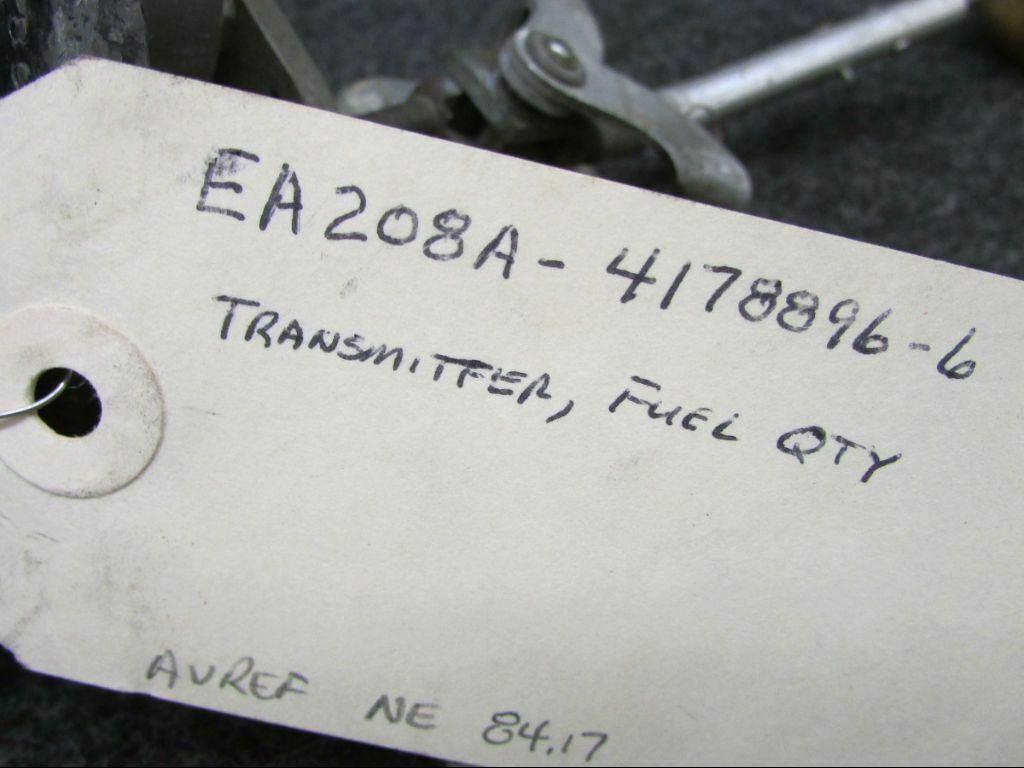 EA208A-4178896-6
TRANSMITTER, FUEL QTY
AVREF NE 84.17